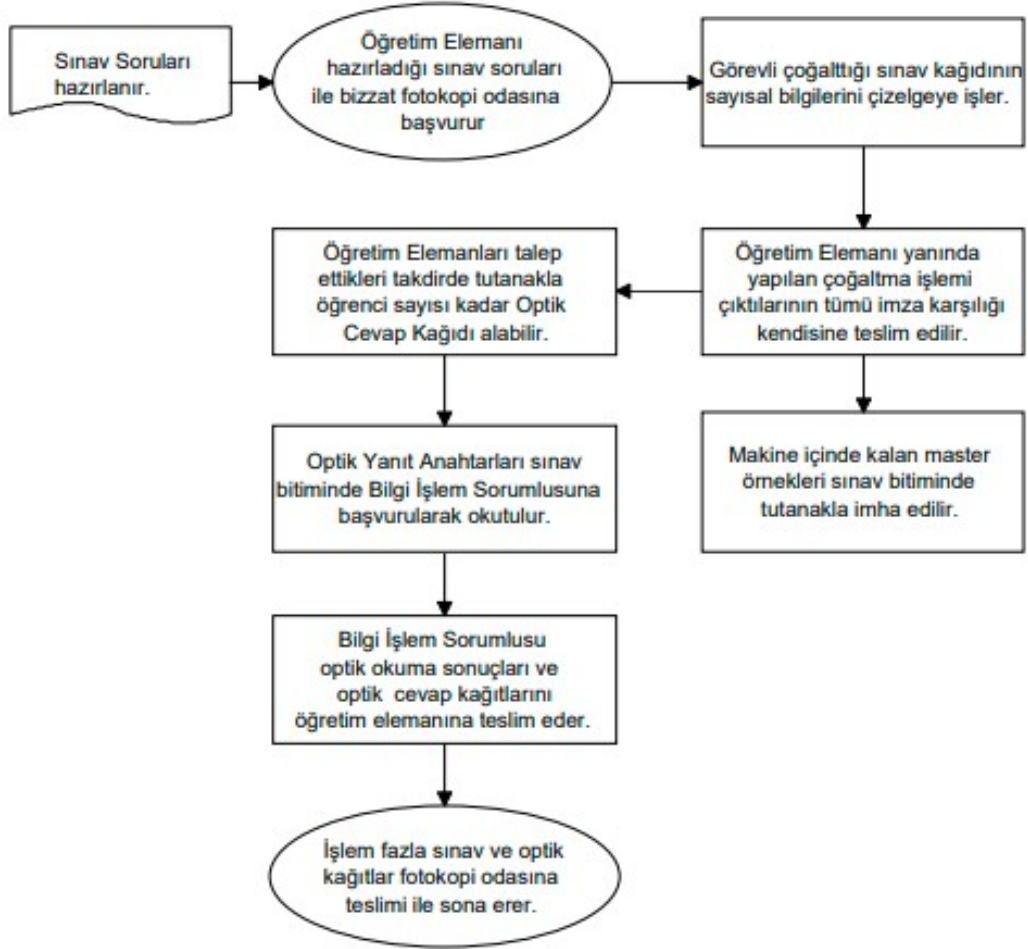 Sınav Soruları
hazırlanır.
Öğretim Elemanı
hazırladığı sınav soruları
ile bizzat fotokopi odasına
başvurur
Görevli çoğalttığı sınav kağıdının
sayısal bilgilerini çizelgeye işler.
Öğretim Elemanı yanında
yapılan çoğaltma işlemi
çıktılarının tümü imza karşılığı
kendisine teslim edilir.
Öğretim Elemanları talep
ettikleri takdirde tutanakla
öğrenci sayısı kadar Optik
Cevap Kağıdı alabilir.
Makine içinde kalan master
örnekleri sınav bitiminde
tutanakla imha edilir.
Optik Yanıt Anahtarları sınav
bitiminde Bilgi İşlem Sorumlusuna
başvurularak okutulur.
Bilgi İşlem Sorumlusu
optik okuma sonuçları ve
optik cevap kağıtlarını
öğretim elemanına teslim eder.
İşlem fazla sınav ve optik
kağıtlar fotokopi odasına
teslimi ile sona erer.